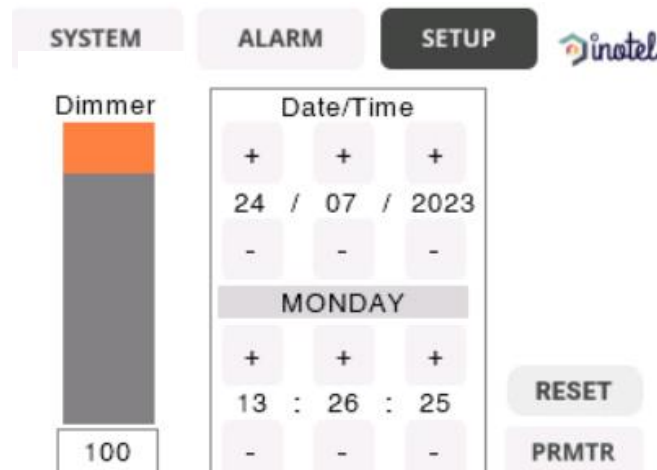 SYSTEM ALARM SETUP inotel
Dimmer Date/Time
+ + +
24 / 07 / 2023
- - -
MONDAY
+ + +
13 : 26 : 25 RESET
100 - - - PRMTR